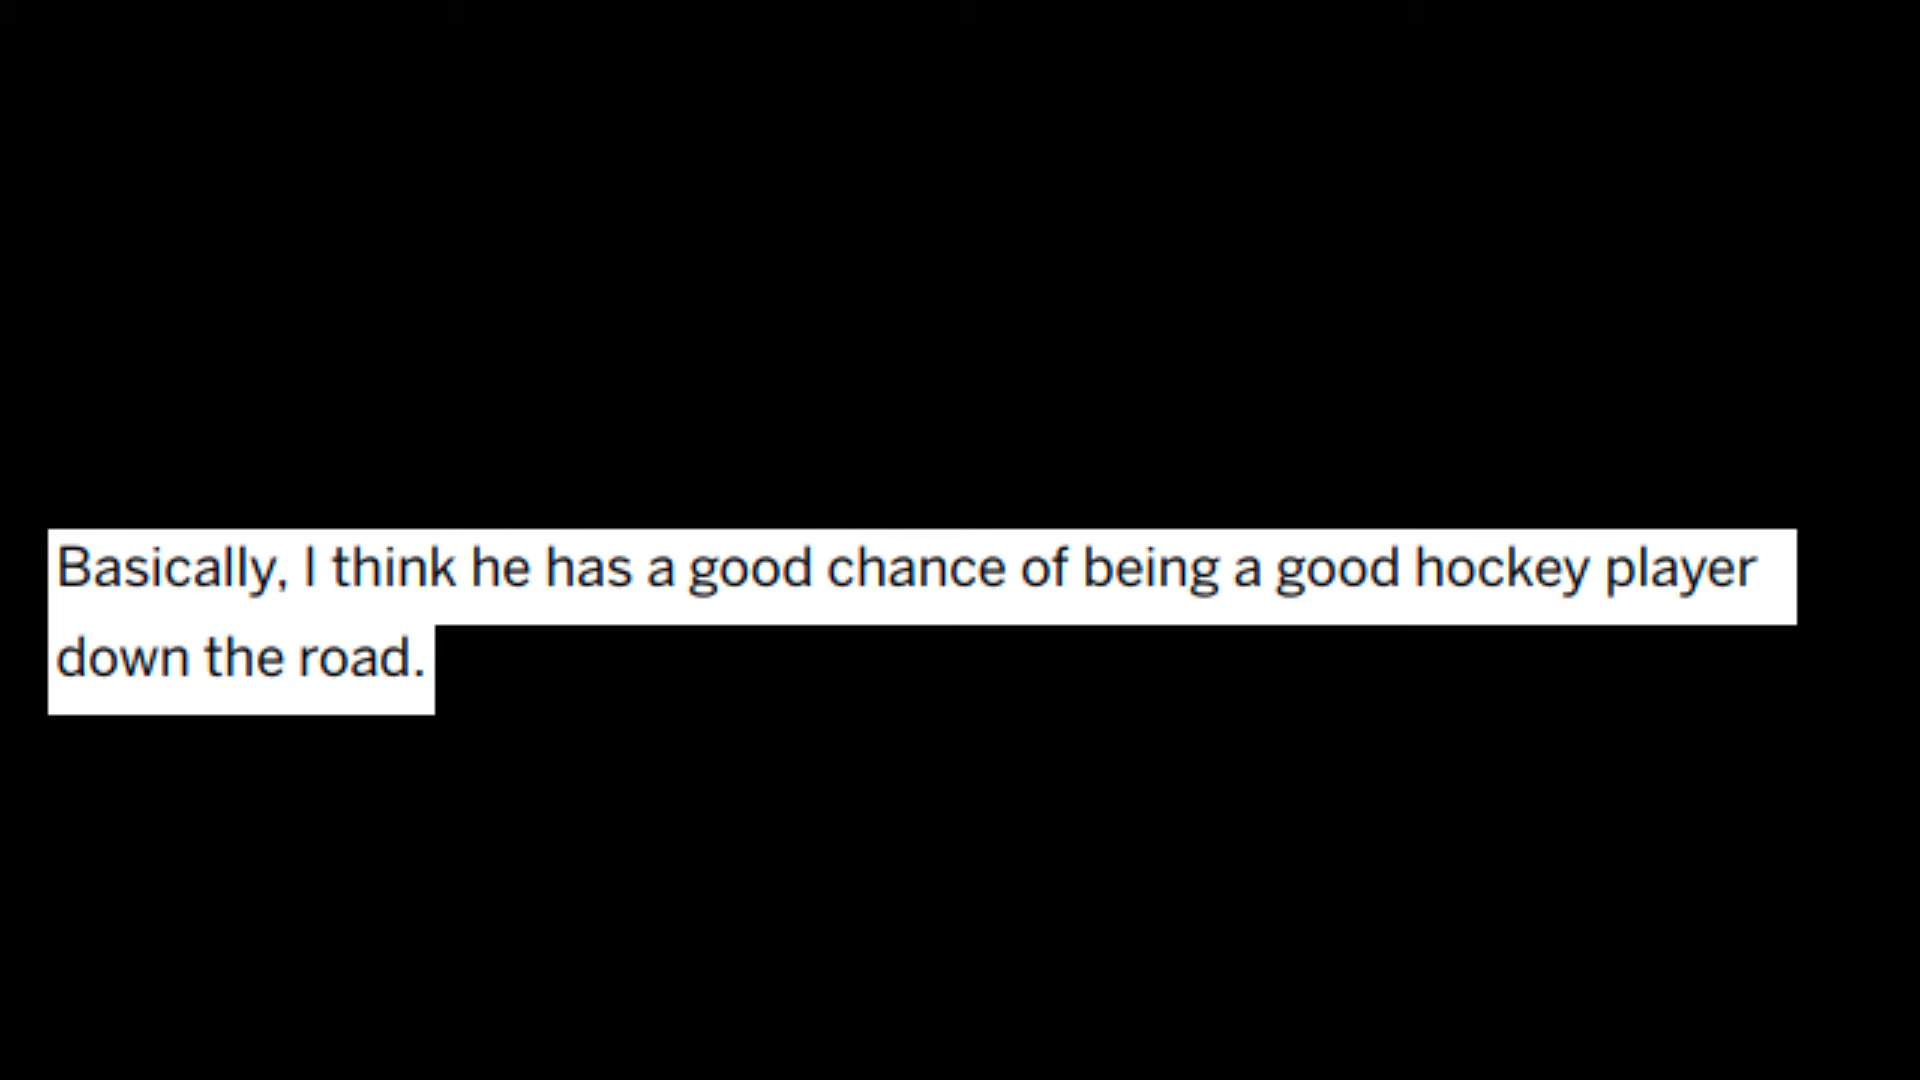 Basically, I think he has a good chance of being a good hockey player
down the road.